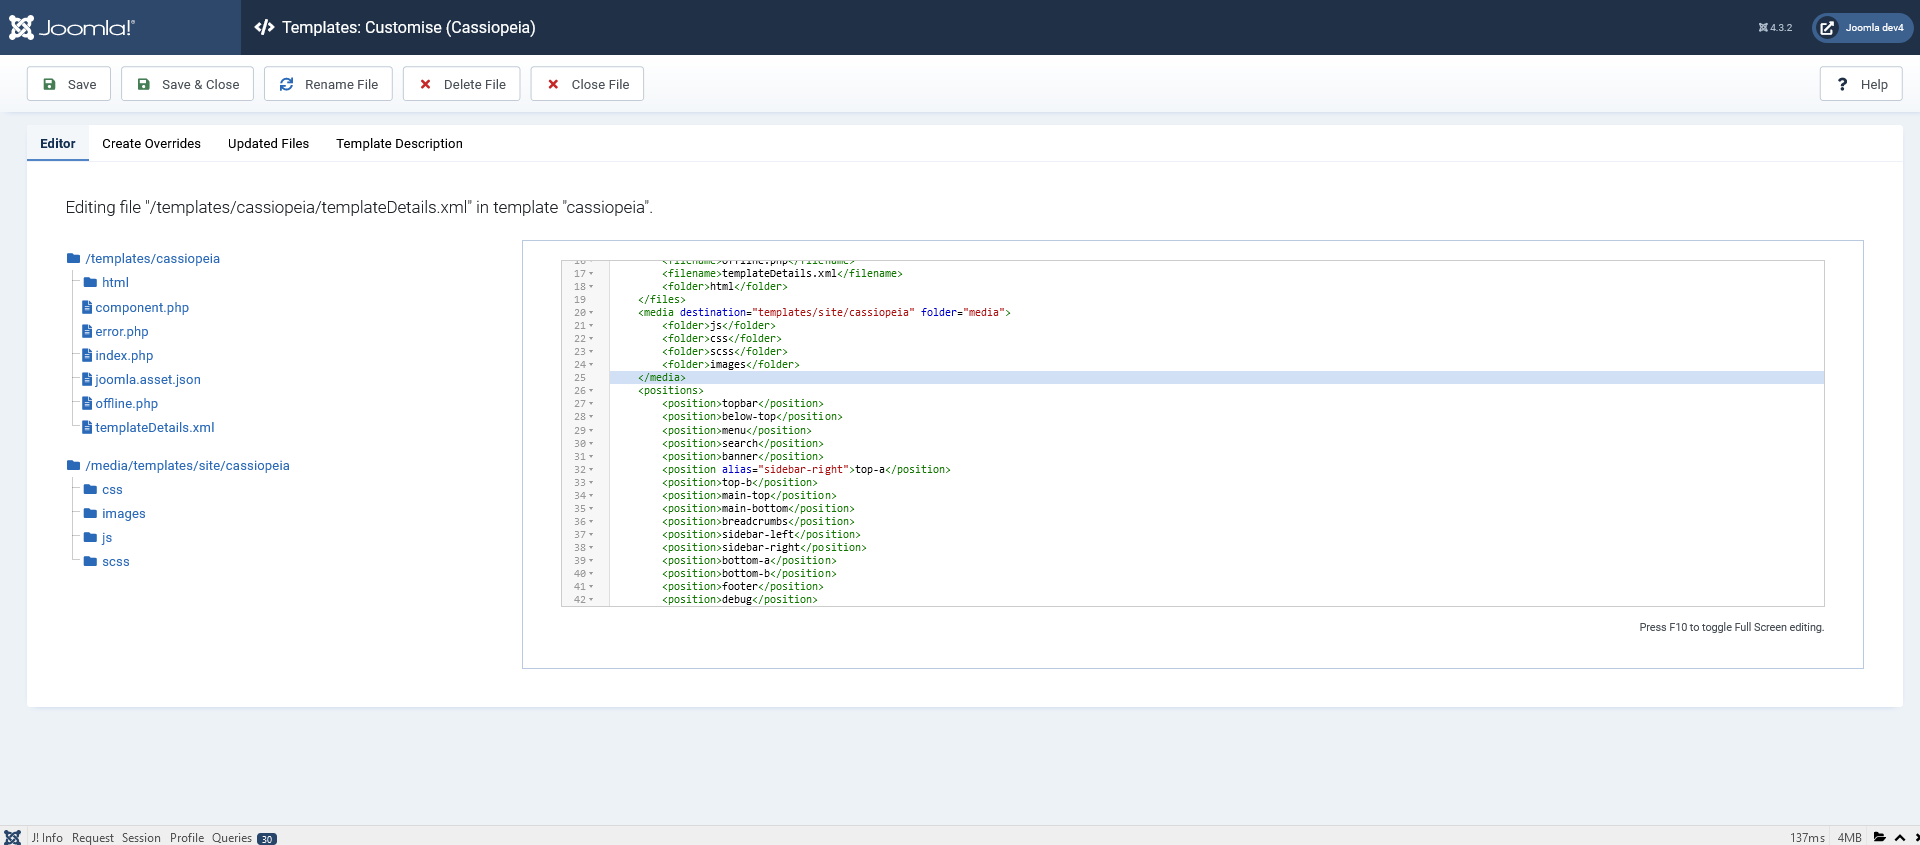 Joomla!®
Templates: Customise (Cassiopeia)
4.3.2
Joomla dev4
Save
Save & Close
Rename File
Delete File
Close File
? Help
Editor
Create Overrides
Updated Files
Template Description
Editing file "/templates/cassiopeia/templateDetails.xml" in template "cassiopeia".
/templates/cassiopeia
html
component.php
error.php
index.php
joomla.asset.json
offline.php
templateDetails.xml
/media/templates/site/cassiopeia
css
images
js
scss
16 <filename>offline.php</filename>
17 <filename>templateDetails.xml</filename>
18 <folder>html</folder>
19 </files>
20 <media destination="templates/site/cassiopeia" folder="media">
21 <folder>js</folder>
22 <folder>css</folder>
23 <folder>scss</folder>
24 <folder>images</folder>
25 </media>
26 <positions>
27 <position>topbar</position>
28 <position>below-top</position>
29 <position>menu</position>
30 <position>search</position>
31 <position>banner</position>
32 <position alias="sidebar-right">top-a</position>
33 <position>top-b</position>
34 <position>main-top</position>
35 <position>main-bottom</position>
36 <position>breadcrumbs</position>
37 <position>sidebar-left</position>
38 <position>sidebar-right</position>
39 <position>bottom-a</position>
40 <position>bottom-b</position>
41 <position>footer</position>
42 <position>debug</position>
Press F10 to toggle Full Screen editing.
J! Info
Request
Session
Profile
Queries 30
137ms
4MB